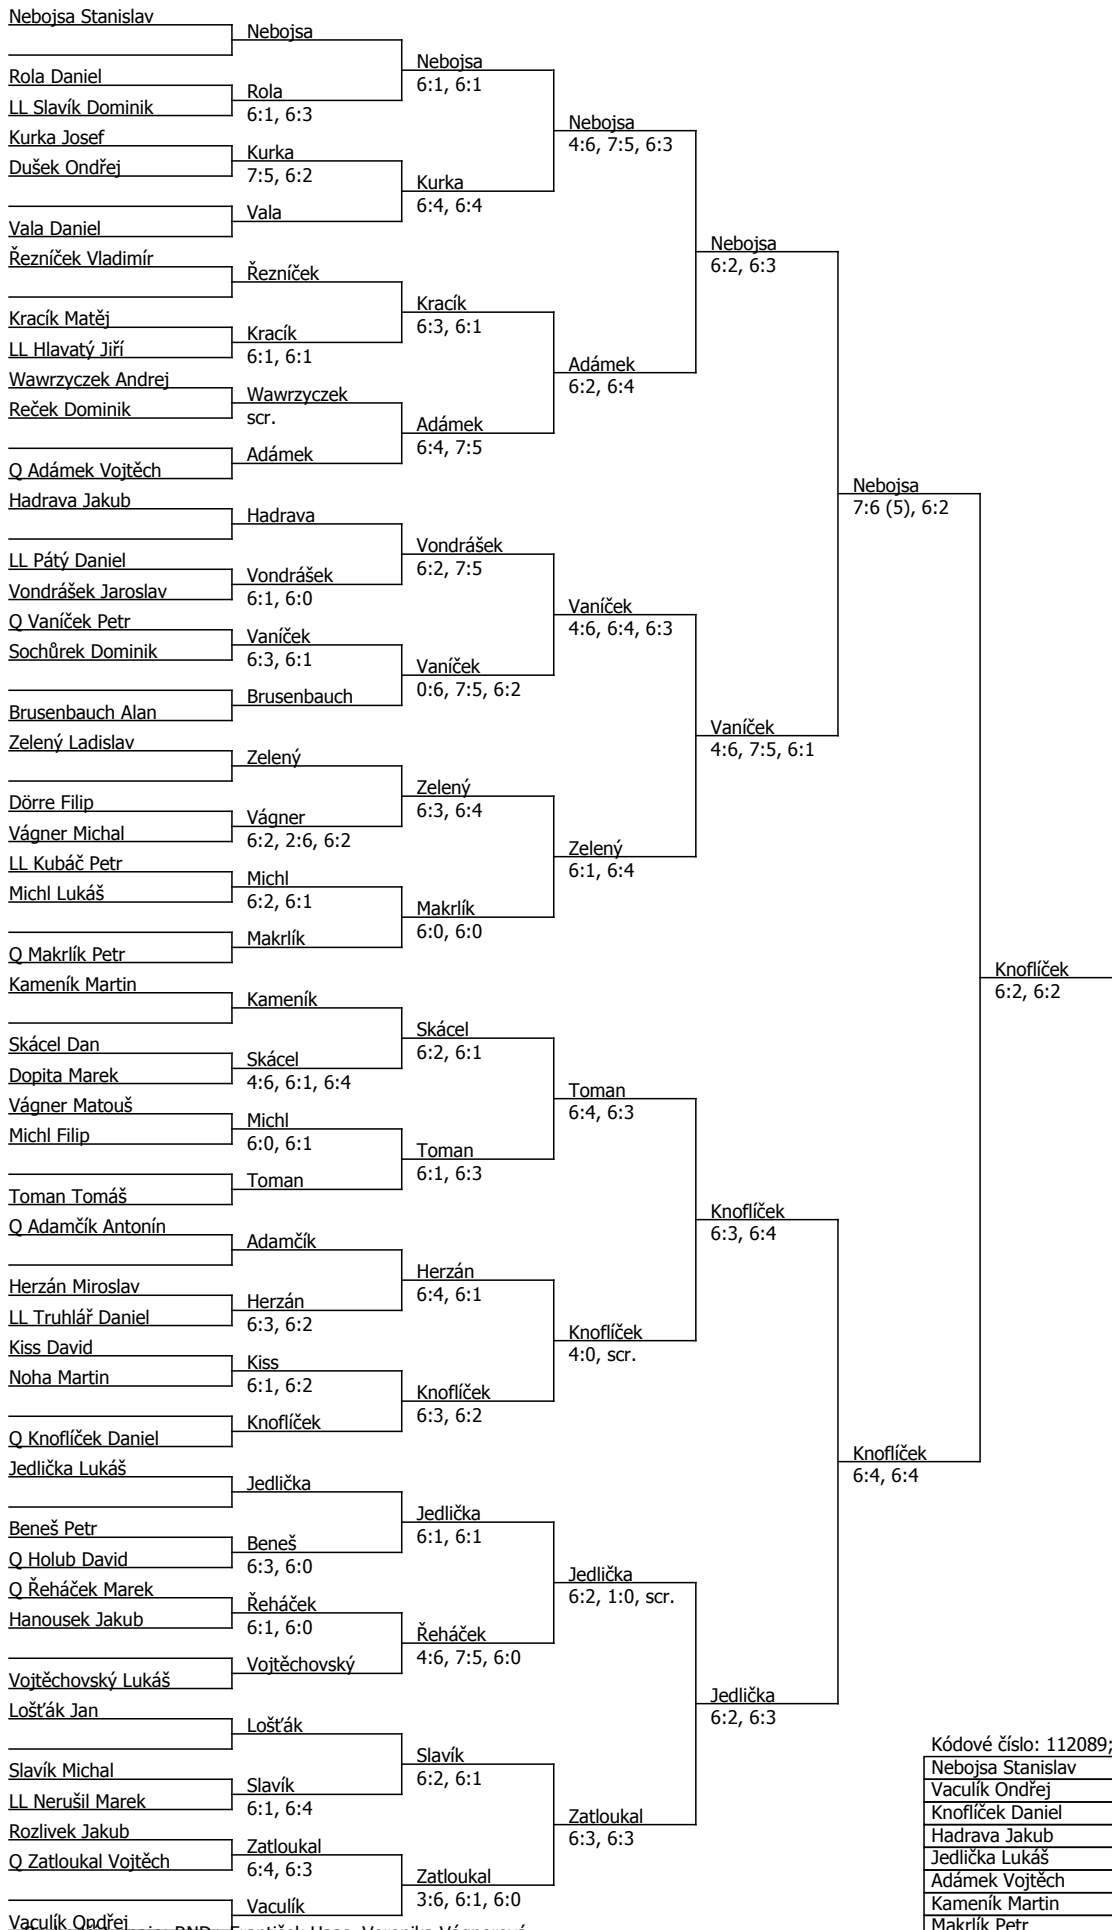 Nebojsa Stanislav
Nebojsa
Nebojsa
6:1, 6:1
Rola Daniel
Rola
6:1, 6:3
LL Slavík Dominik
Nebojsa
4:6, 7:5, 6:3
Kurka Josef
Kurka
7:5, 6:2
Dušek Ondřej
Kurka
6:4, 6:4
Vala
Vala Daniel
Nebojsa
6:2, 6:3
Řezníček Vladimír
Řezníček
Kracík
6:3, 6:1
Kracík Matěj
Kracík
6:1, 6:1
LL Hlavatý Jiří
Adámek
6:2, 6:4
Wawrzyczek Andrej
Wawrzyczek
scr.
Reček Dominik
Adámek
6:4, 7:5
Adámek
Q Adámek Vojtěch
Nebojsa
7:6 (5), 6:2
Hadrava Jakub
Hadrava
Vondrášek
6:2, 7:5
LL Pátý Daniel
Vondrášek
6:1, 6:0
Vondrášek Jaroslav
Vaníček
4:6, 6:4, 6:3
Q Vaníček Petr
Vaníček
6:3, 6:1
Sochůrek Dominik
Vaníček
0:6, 7:5, 6:2
Brusenbauch
Brusenbauch Alan
Vaníček
4:6, 7:5, 6:1
Zelený Ladislav
Zelený
Zelený
6:3, 6:4
Dörre Filip
Vágner
6:2, 2:6, 6:2
Vágner Michal
Zelený
6:1, 6:4
LL Kubáč Petr
Michl
6:2, 6:1
Michl Lukáš
Makrlík
6:0, 6:0
Makrlík
Q Makrlík Petr
Knoflíček
6:2, 6:2
Kameník Martin
Kameník
Skácel
6:2, 6:1
Skácel Dan
Skácel
4:6, 6:1, 6:4
Dopita Marek
Toman
6:4, 6:3
Vágner Matouš
Michl
6:0, 6:1
Michl Filip
Toman
6:1, 6:3
Toman
Toman Tomáš
Knoflíček
6:3, 6:4
Q Adamčík Antonín
Adamčík
Herzán
6:4, 6:1
Herzán Miroslav
Herzán
6:3, 6:2
LL Truhlář Daniel
Knoflíček
4:0, scr.
Kiss David
Kiss
6:1, 6:2
Noha Martin
Knoflíček
6:3, 6:2
Knoflíček
Q Knoflíček Daniel
Knoflíček
6:4, 6:4
Jedlička Lukáš
Jedlička
Jedlička
6:1, 6:1
Beneš Petr
Beneš
6:3, 6:0
Q Holub David
Jedlička
6:2, 1:0, scr.
Q Řeháček Marek
Řeháček
6:1, 6:0
Hanousek Jakub
Řeháček
4:6, 7:5, 6:0
Vojtěchovský
Vojtěchovský Lukáš
Jedlička
6:2, 6:3
Lošťák Jan
Lošťák
Slavík
6:2, 6:1
Slavík Michal
Slavík
6:1, 6:4
LL Nerušil Marek
Zatloukal
6:3, 6:3
Rozlivek Jakub
Zatloukal
6:4, 6:3
Q Zatloukal Vojtěch
Zatloukal
3:6, 6:1, 6:0
Vaculík
Vaculík Ondřej
Kódové číslo: 112089;
Nebojsa Stanislav
Vaculík Ondřej
Knoflíček Daniel
Hadrava Jakub
Jedlička Lukáš
Adámek Vojtěch
Kameník Martin
Makrlík Petr